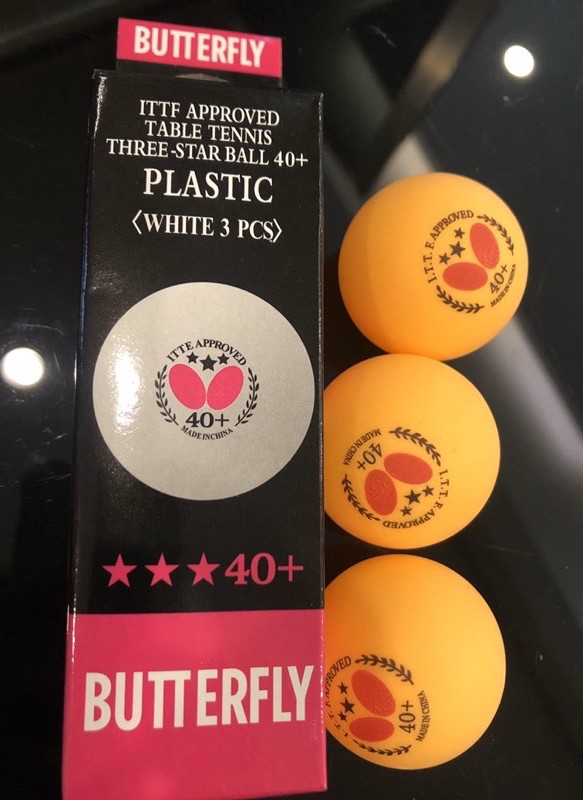 BUTTERFLY
ITTF APPROVED
TABLE TENNIS
THREE-STAR BALL 40+
PLASTIC
〈WHITE 3 PCS〉
ITTF APPROVED
40+
MADE IN CHINA
★★★40+
BUTTERFLY
I.T.T.F. APPROVED
40+
MADE IN CHINA
I.T.T.F. APPROVED
40+
MADE IN CHINA
APPROVED
40+
MADE IN CHINA